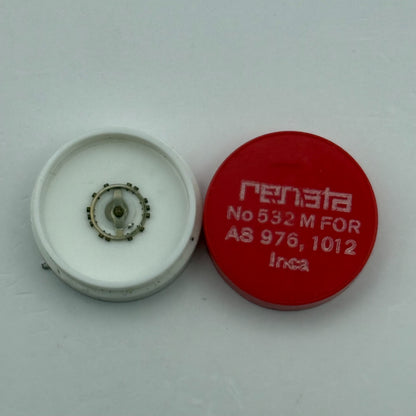 renata
No 532 M FOR
AS 976, 1012
Inca